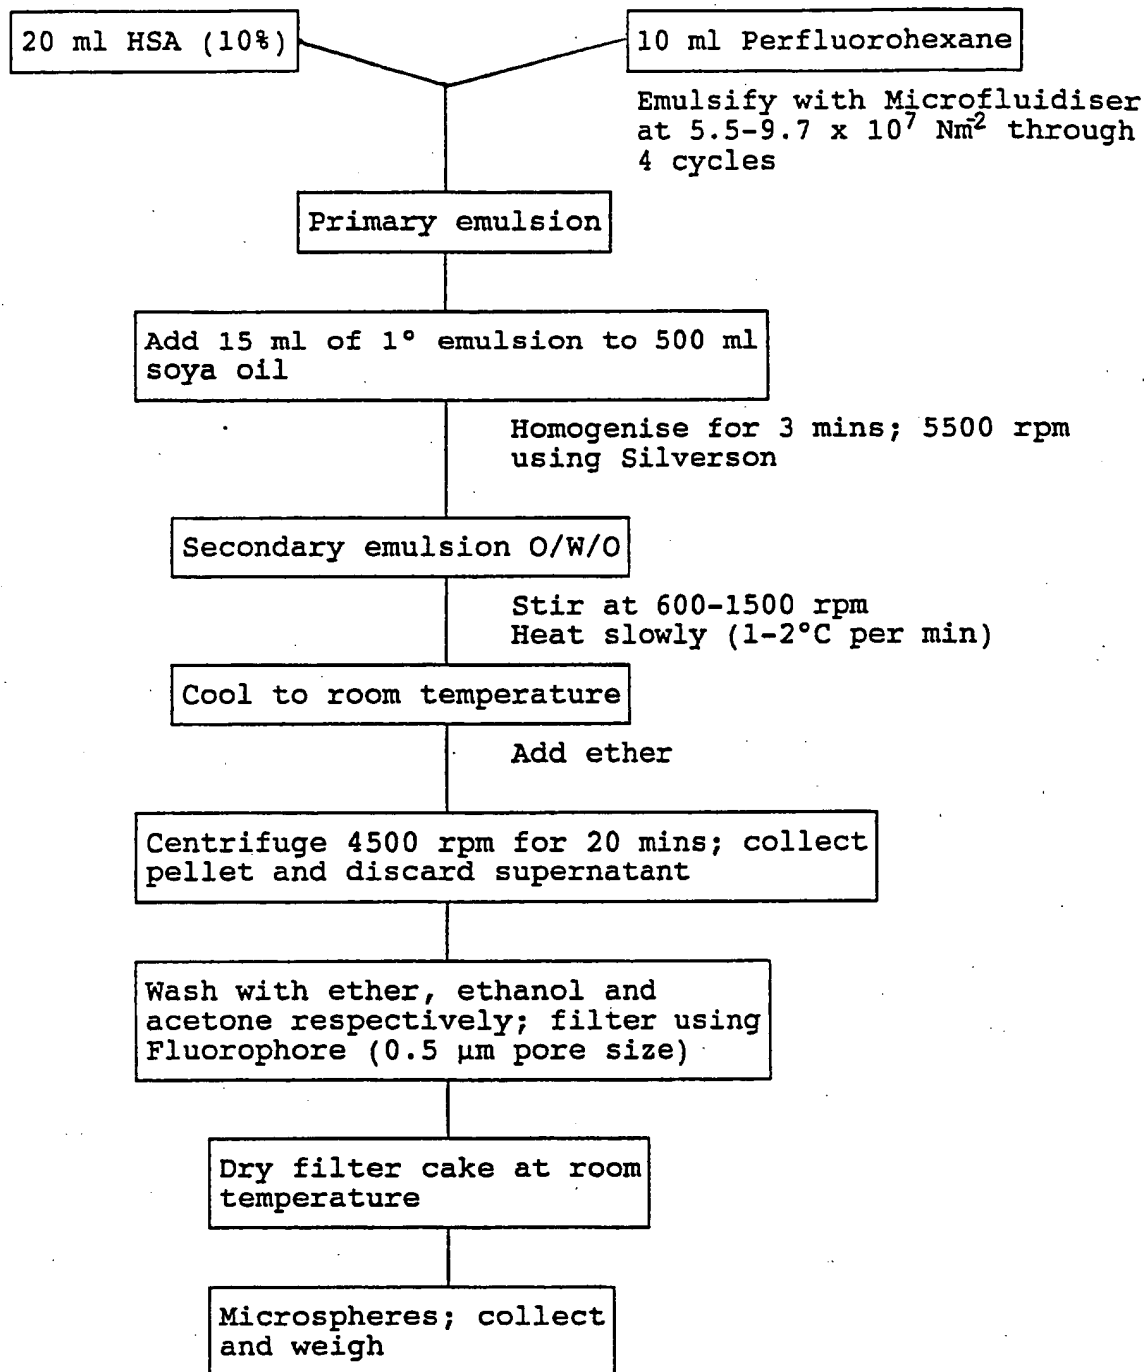 20 ml HSA (10%)
10 ml Perfluorohexane
Emulsify with Microfluidiser
at 5.5-9.7 x 10⁷ Nm⁻² through
4 cycles
Primary emulsion
Add 15 ml of 1° emulsion to 500 ml
soya oil
Homogenise for 3 mins; 5500 rpm
using Silverson
Secondary emulsion O/W/O
Stir at 600-1500 rpm
Heat slowly (1-2°C per min)
Cool to room temperature
Add ether
Centrifuge 4500 rpm for 20 mins; collect
pellet and discard supernatant
Wash with ether, ethanol and
acetone respectively; filter using
Fluorophore (0.5 μm pore size)
Dry filter cake at room
temperature
Microspheres; collect
and weigh